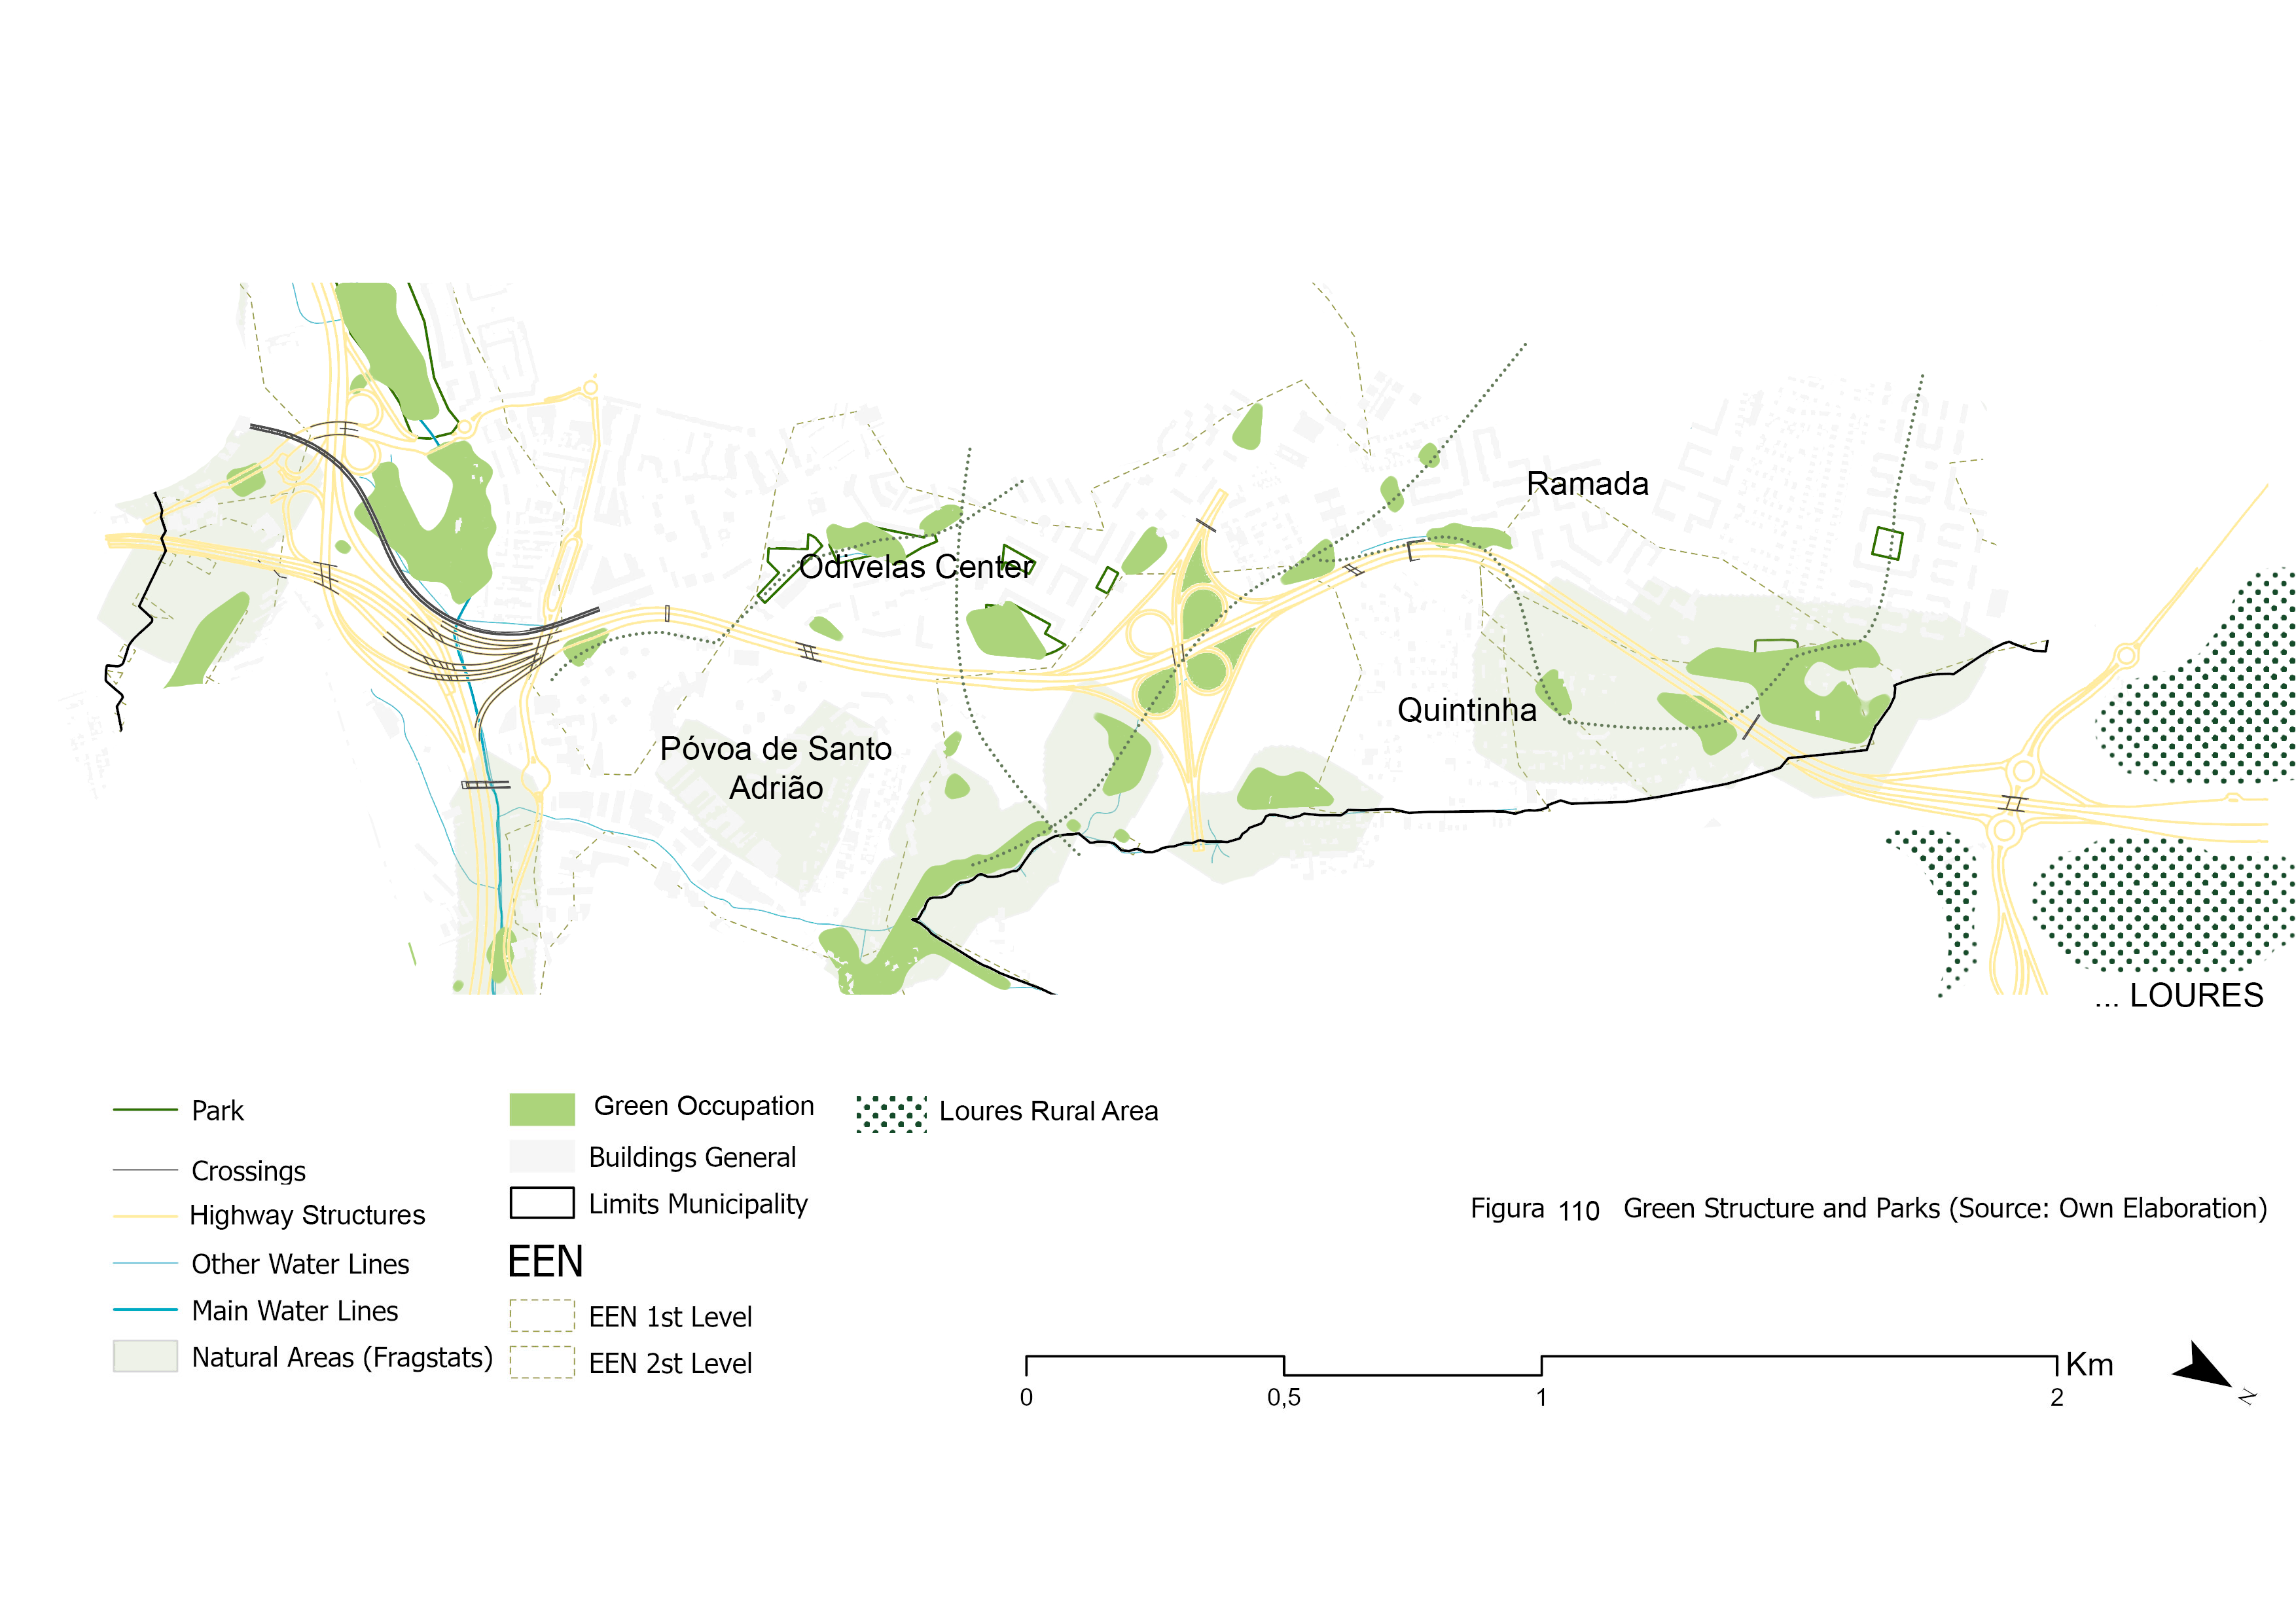 Odivelas Center
Ramada
Quintinha
Póvoa de Santo
Adrião
... LOURES
Park
Crossings
Highway Structures
Other Water Lines
Main Water Lines
Natural Areas (Fragstats)
Green Occupation
Buildings General
Limits Municipality
EEN
EEN 1st Level
EEN 2st Level
Loures Rural Area
Figura 110 Green Structure and Parks (Source: Own Elaboration)
Km
0 0,5 1 2
N